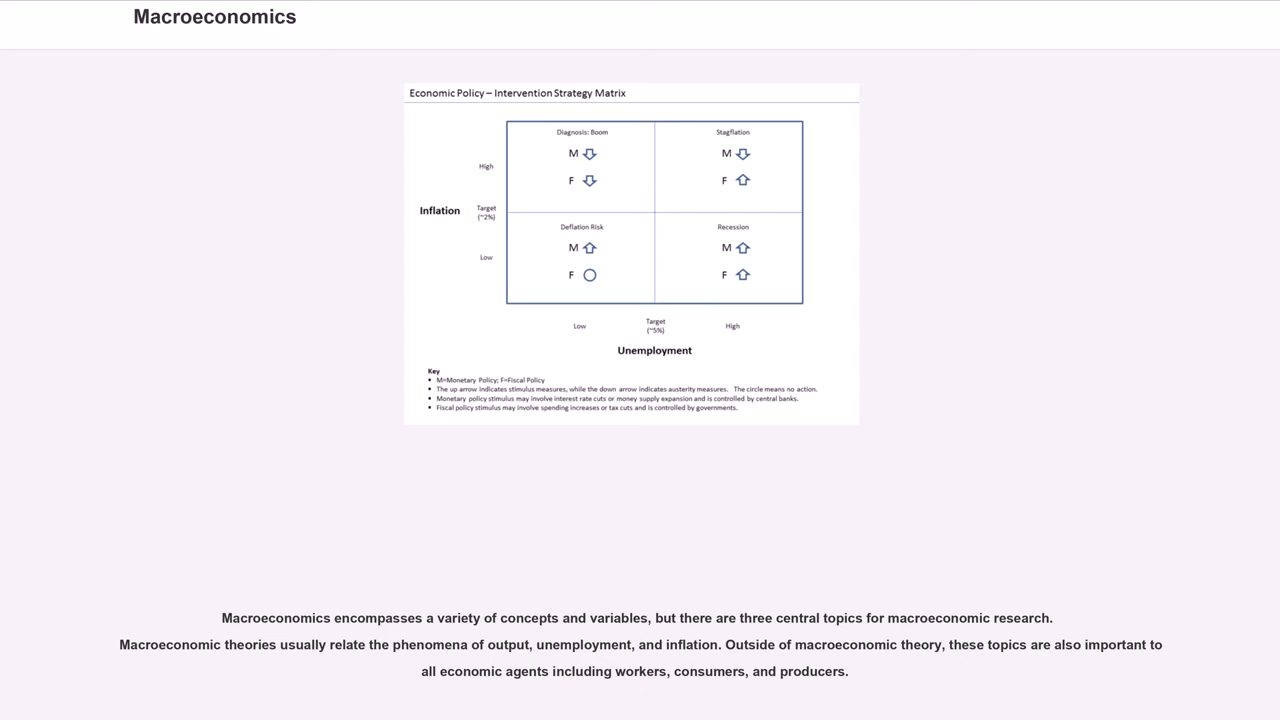 Macroeconomics
Economic Policy – Intervention Strategy Matrix
Diagnosis: Boom
Stagflation
M
M
High
F
F
Inflation
Target
(~2%)
Deflation Risk
Recession
M
M
Low
F
F
Low
Target
(~5%)
High
Unemployment
Key
M=Monetary Policy; F=Fiscal Policy
The up arrow indicates stimulus measures, while the down arrow indicates austerity measures. The circle means no action.
Monetary policy stimulus may involve interest rate cuts or money supply expansion and is controlled by central banks.
Fiscal policy stimulus may involve spending increases or tax cuts and is controlled by governments.
Macroeconomics encompasses a variety of concepts and variables, but there are three central topics for macroeconomic research.
Macroeconomic theories usually relate the phenomena of output, unemployment, and inflation. Outside of macroeconomic theory, these topics are also important to
all economic agents including workers, consumers, and producers.